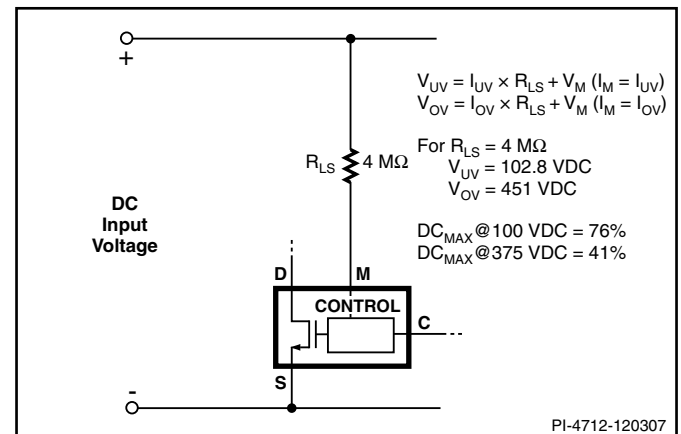 +
V_UV = I_UV × R_LS + V_M (I_M = I_UV)
V_OV = I_OV × R_LS + V_M (I_M = I_OV)
For R_LS = 4 MΩ
V_UV = 102.8 VDC
V_OV = 451 VDC
DC_MAX@100 VDC = 76%
DC_MAX@375 VDC = 41%
R_LS 4 MΩ
DC
Input
Voltage
D M
CONTROL
C
S
-
PI-4712-120307